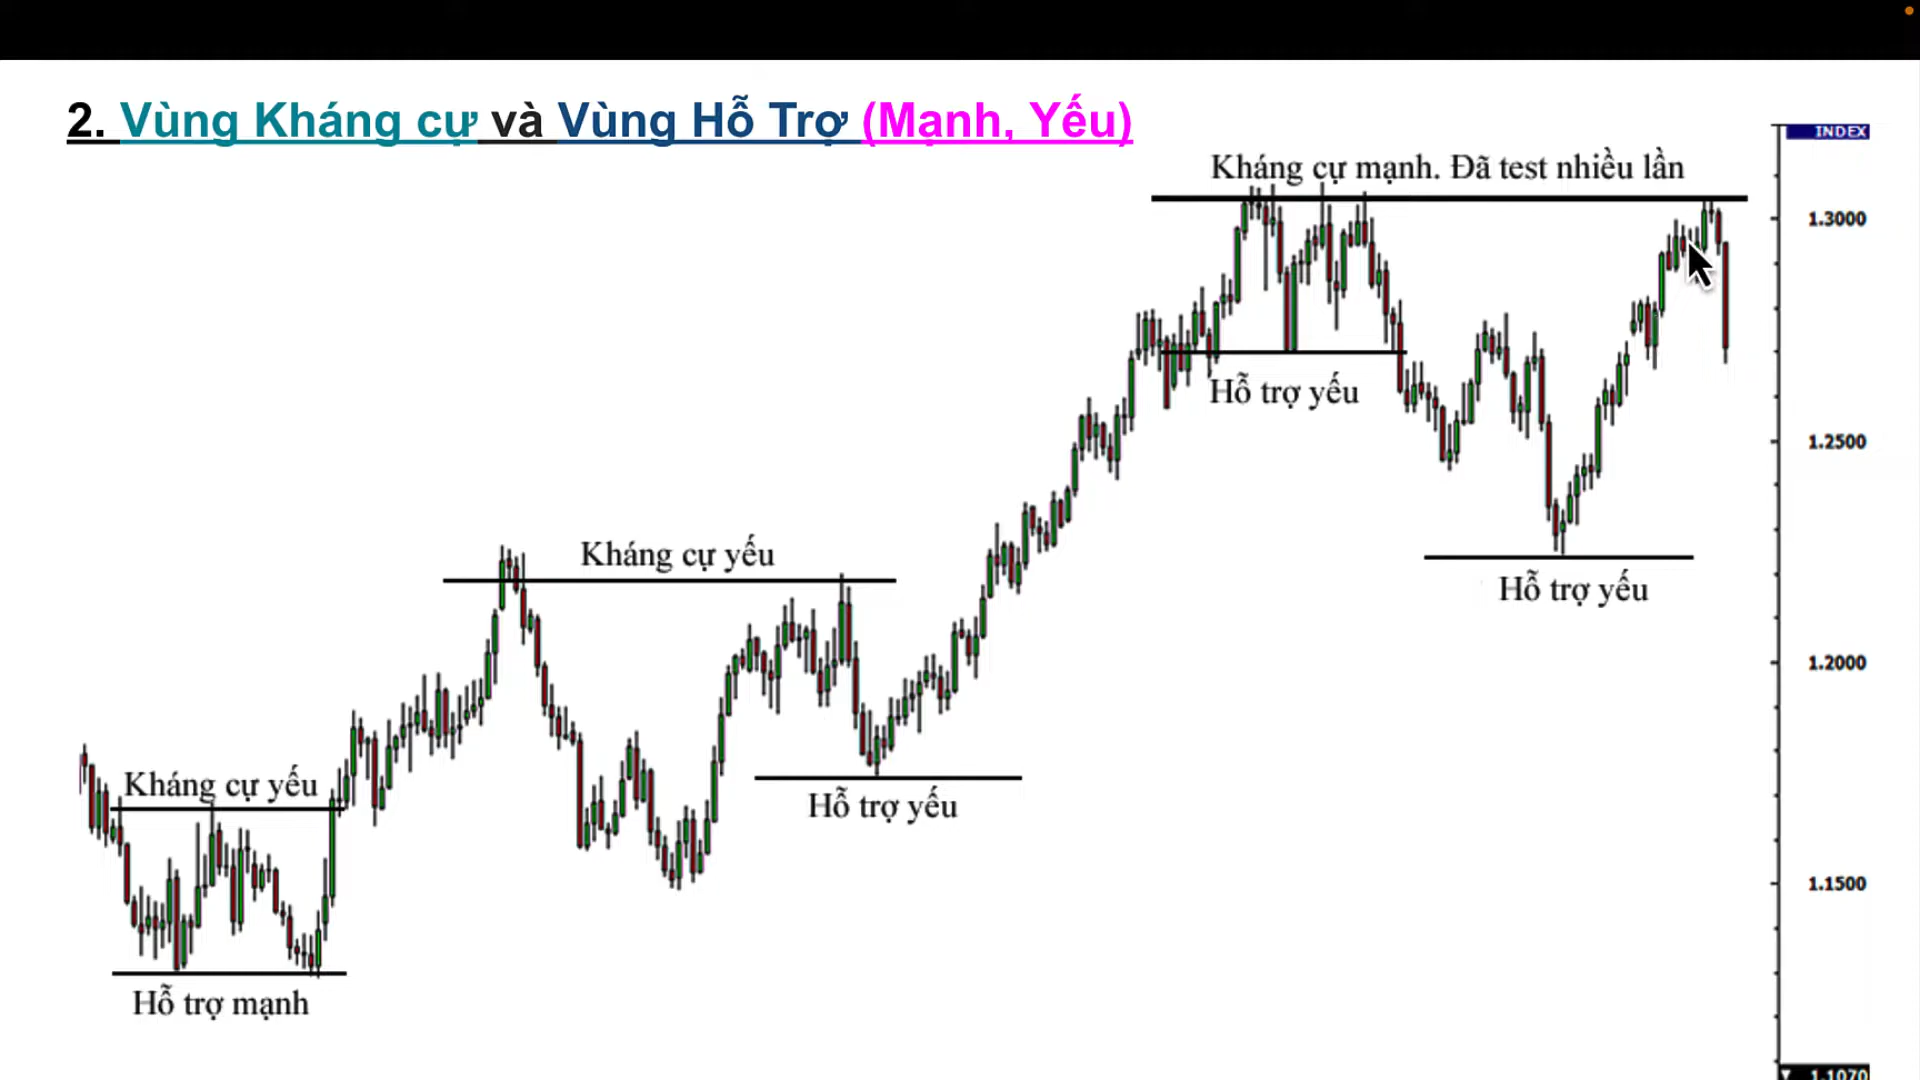 2. Vùng Kháng cự và Vùng Hỗ Trợ (Mạnh, Yếu)
INDEX
Kháng cự mạnh. Đã test nhiều lần
1.3000
Hỗ trợ yếu
1.2500
Kháng cự yếu
Hỗ trợ yếu
1.2000
Kháng cự yếu
Hỗ trợ yếu
1.1500
Hỗ trợ mạnh
1.1070